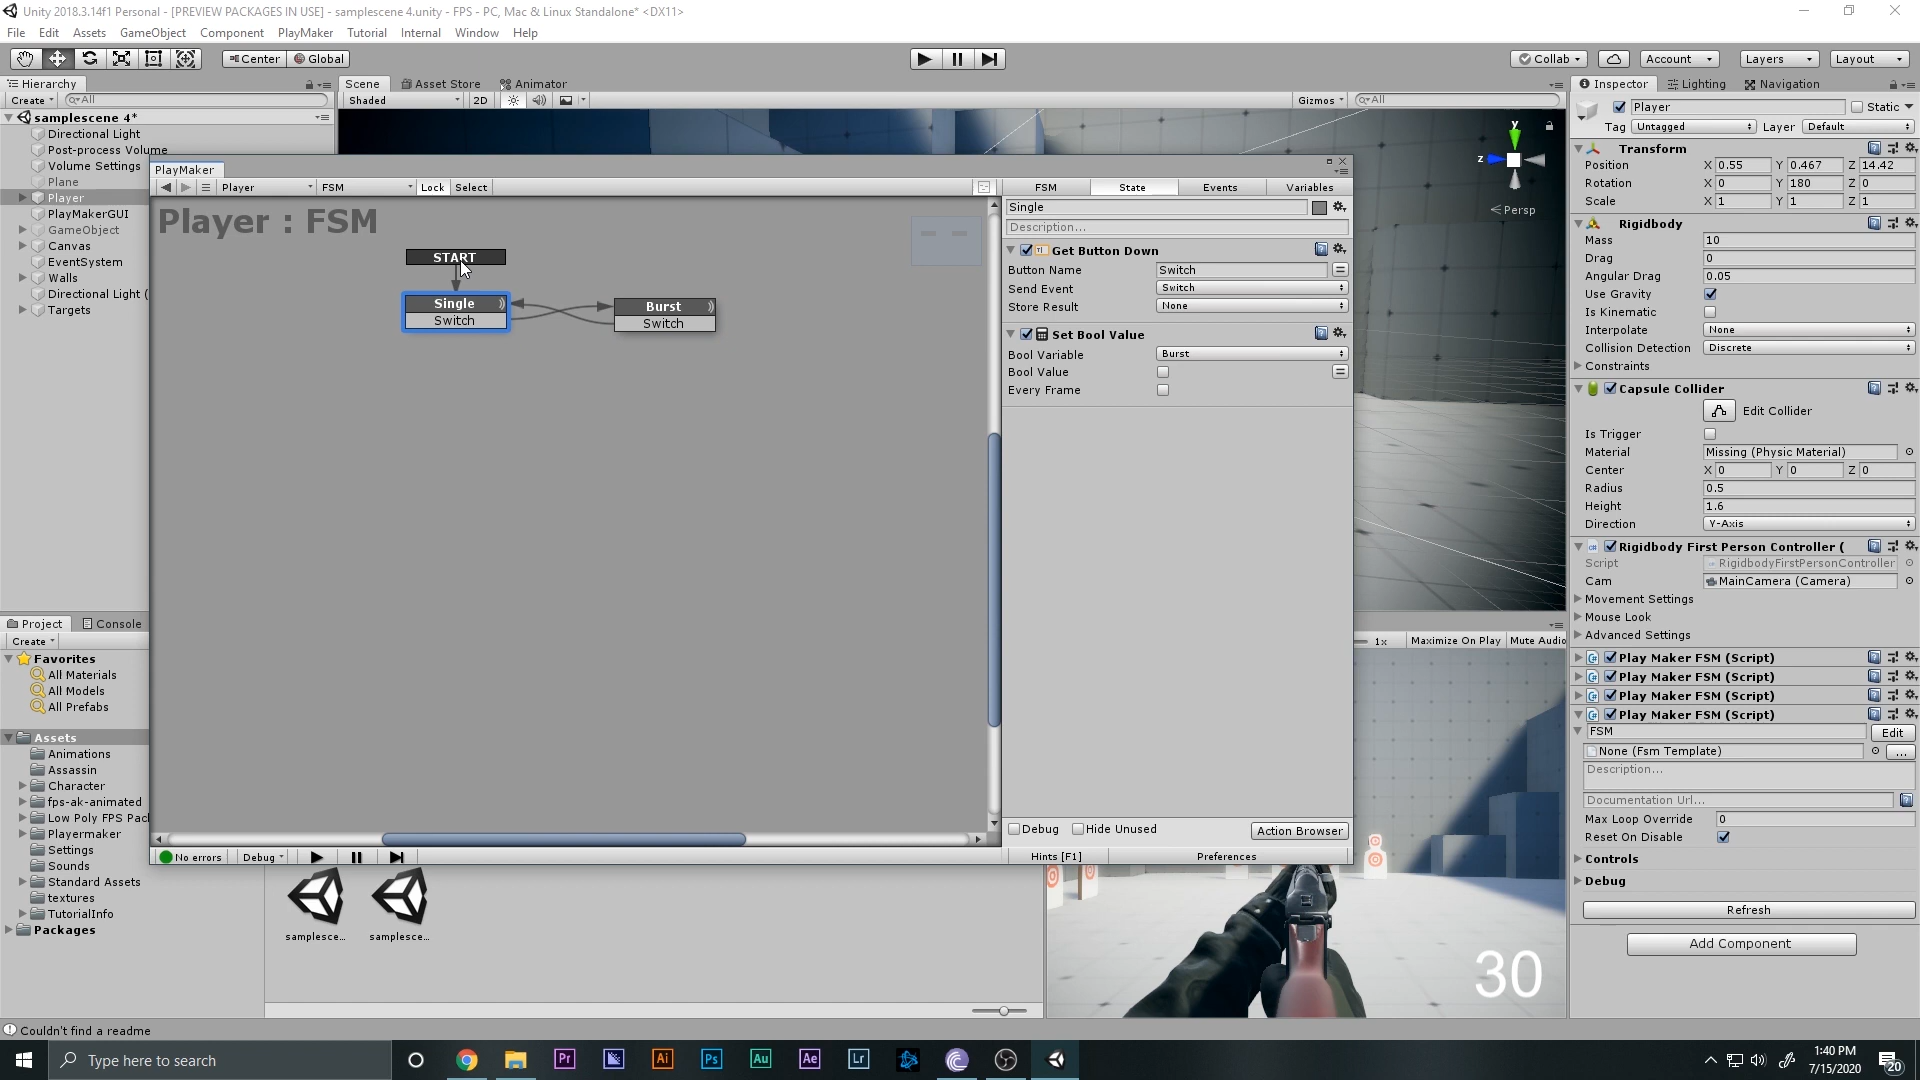 Unity 2018.3.14f1 Personal - [PREVIEW PACKAGES IN USE] - samplescene 4.unity - FPS - PC, Mac & Linux Standalone* <DX11>
File Edit Assets GameObject Component PlayMaker Tutorial Internal Window Help
Center Global Collab Account Layers Layout
Hierarchy
Create All
samplescene 4*
Directional Light
Post-process Volume
Volume Settings
Plane
Player
PlayMakerGUI
GameObject
Canvas
EventSystem
Walls
Directional Light (
Targets
Scene Asset Store Animator
Shaded 2D Gizmos All
y
z
Persp
PlayMaker
Player FSM Lock Select
Player : FSM
START
Single
Switch
Burst
Switch
No errors Debug
FSM State Events Variables
Single
Description...
Get Button Down
Button Name Switch
Send Event Switch
Store Result None
Set Bool Value
Bool Variable Burst
Bool Value
Every Frame
Debug Hide Unused Action Browser
Hints [F1] Preferences
Project Console
Create
Favorites
All Materials
All Models
All Prefabs
Assets
Animations
Assassin
Character
fps-ak-animated
Low Poly FPS Pacl
Playermaker
Settings
Sounds
Standard Assets
textures
TutorialInfo
Packages
samplesce... samplesce...
1x Maximize On Play Mute Audio
30
Inspector Lighting Navigation
Player Static
Tag Untagged Layer Default
Transform
Position X 0.55 Y 0.467 Z 14.42
Rotation X 0 Y 180 Z 0
Scale X 1 Y 1 Z 1
Rigidbody
Mass 10
Drag 0
Angular Drag 0.05
Use Gravity
Is Kinematic
Interpolate None
Collision Detection Discrete
Constraints
Capsule Collider
Edit Collider
Is Trigger
Material Missing (Physic Material)
Center X 0 Y 0 Z 0
Radius 0.5
Height 1.6
Direction Y-Axis
Rigidbody First Person Controller (
Script RigidbodyFirstPersonController
Cam MainCamera (Camera)
Movement Settings
Mouse Look
Advanced Settings
Play Maker FSM (Script)
Play Maker FSM (Script)
Play Maker FSM (Script)
Play Maker FSM (Script)
FSM Edit
None (Fsm Template) ...
Description...
Documentation Url...
Max Loop Override 0
Reset On Disable
Controls
Debug
Refresh
Add Component
Couldn't find a readme
Type here to search
Pr Ai Ps Au Ae Lr
1:40 PM
7/15/2020
20